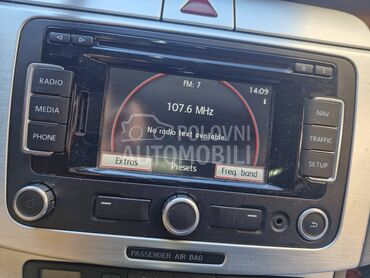 FM: 7
14:09
RADIO
MEDIA
PHONE
107.6 MHz
No radio text available.
Extras
Presets
Freq. band
NAV
TRAFFIC
SETUP
POLOVNI
AUTOMOBILI
PASSENGER AIR BAG